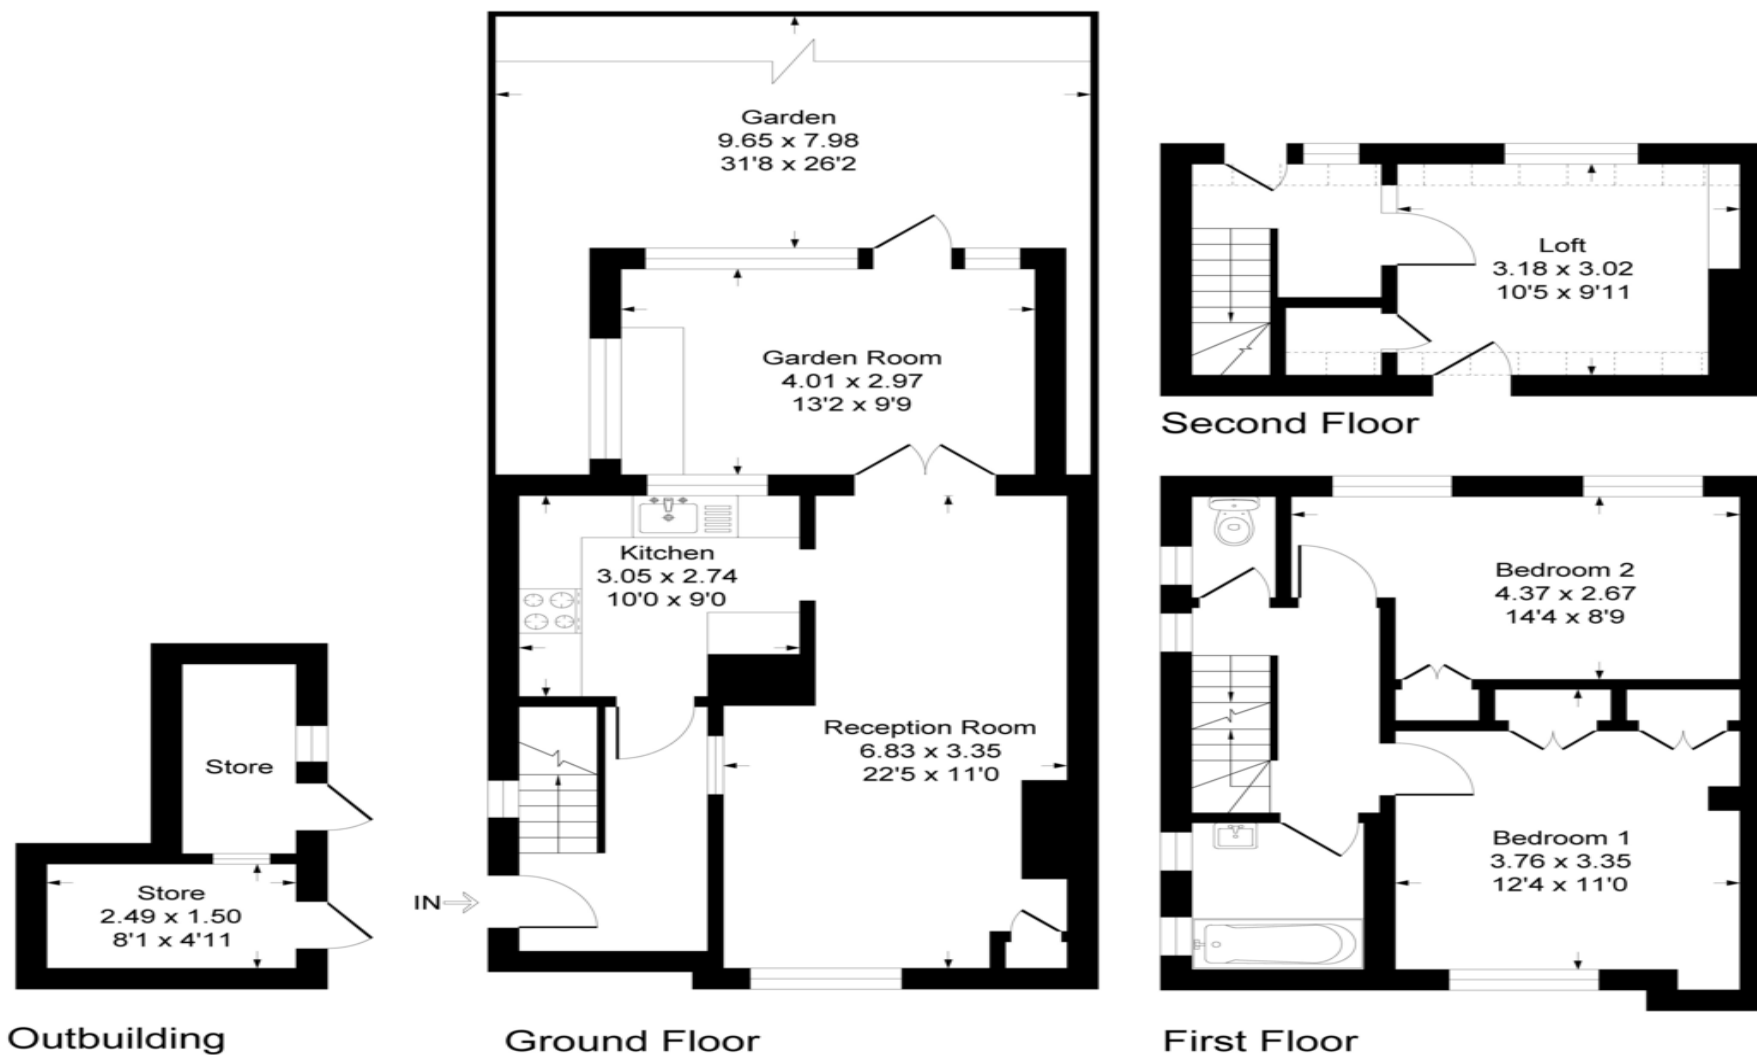 Garden
9.65 x 7.98
31'8 x 26'2
Garden Room
4.01 x 2.97
13'2 x 9'9
Kitchen
3.05 x 2.74
10'0 x 9'0
Reception Room
6.83 x 3.35
22'5 x 11'0
IN
Ground Floor
Store
Store
2.49 x 1.50
8'1 x 4'11
Outbuilding
Loft
3.18 x 3.02
10'5 x 9'11
Second Floor
Bedroom 2
4.37 x 2.67
14'4 x 8'9
Bedroom 1
3.76 x 3.35
12'4 x 11'0
First Floor